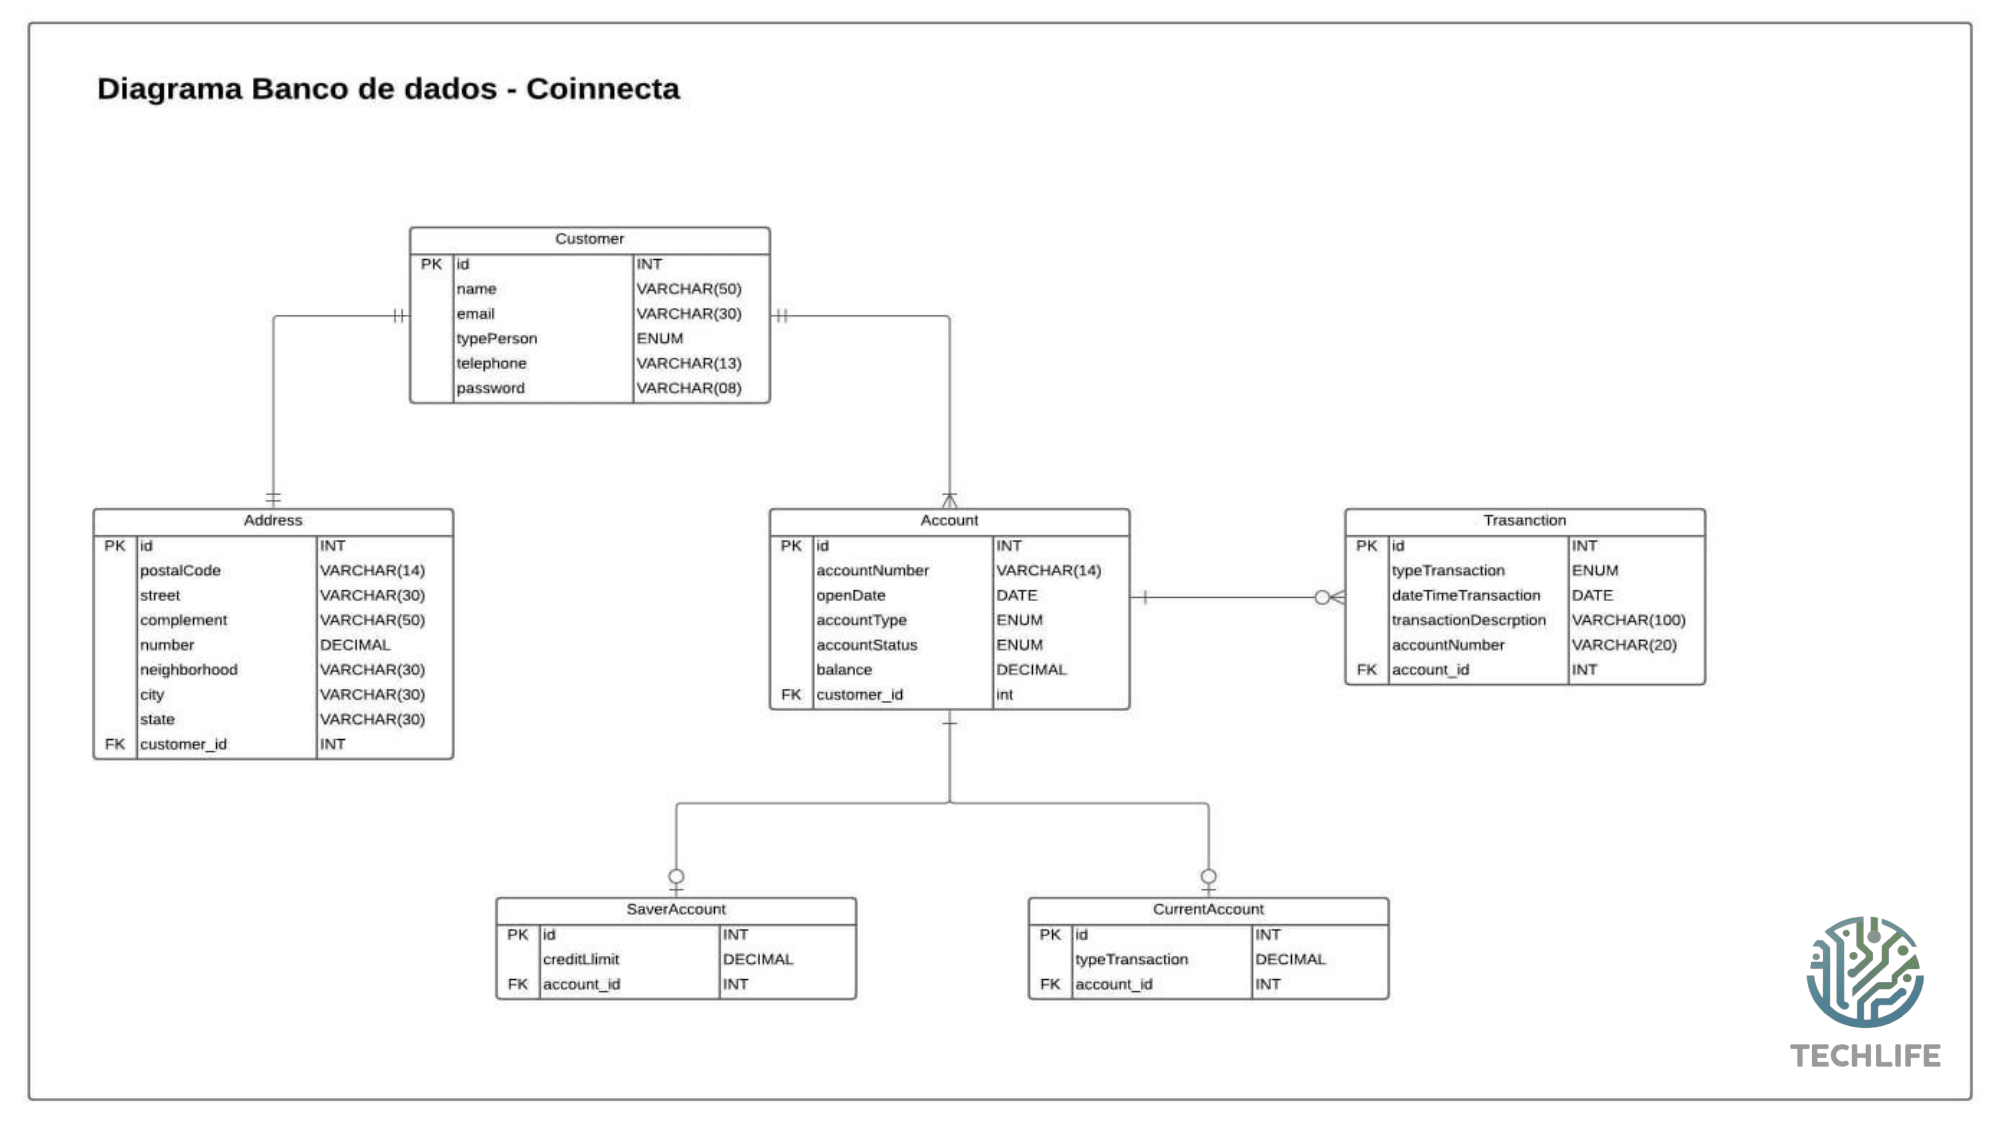 Diagrama Banco de dados - Coinnecta
Customer
PK id INT
name VARCHAR(50)
email VARCHAR(30)
typePerson ENUM
telephone VARCHAR(13)
password VARCHAR(08)
Address
PK id INT
postalCode VARCHAR(14)
street VARCHAR(30)
complement VARCHAR(50)
number DECIMAL
neighborhood VARCHAR(30)
city VARCHAR(30)
state VARCHAR(30)
FK customer_id INT
Account
PK id INT
accountNumber VARCHAR(14)
openDate DATE
accountType ENUM
accountStatus ENUM
balance DECIMAL
FK customer_id int
Trasanction
PK id INT
typeTransaction ENUM
dateTimeTransaction DATE
transactionDescrption VARCHAR(100)
accountNumber VARCHAR(20)
FK account_id INT
SaverAccount
PK id INT
creditLlimit DECIMAL
FK account_id INT
CurrentAccount
PK id INT
typeTransaction DECIMAL
FK account_id INT
TECHLIFE